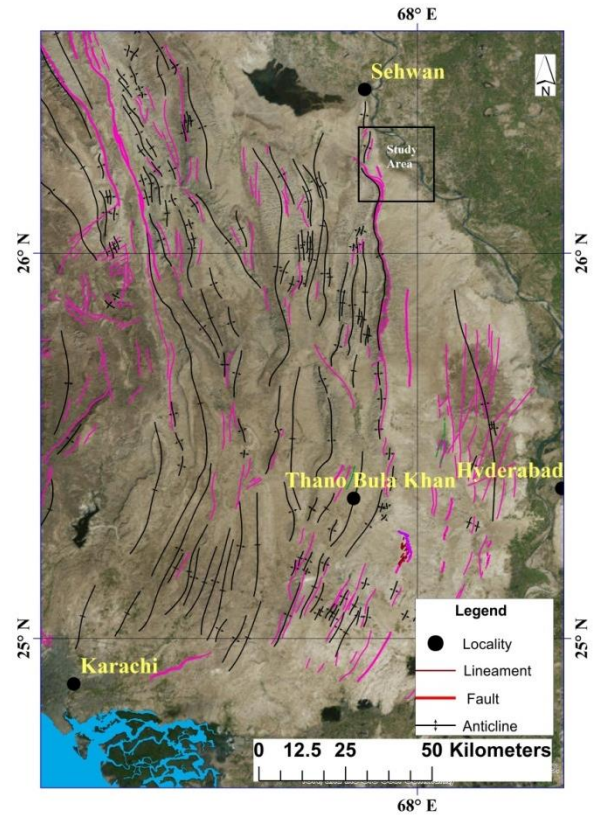 68° E
N
Sehwan
Study
Area
26° N
26° N
Thano Bula Khan
Hyderabad
25° N
25° N
Karachi
Legend
Locality
Lineament
Fault
Anticline
0 12.5 25 50 Kilometers
68° E